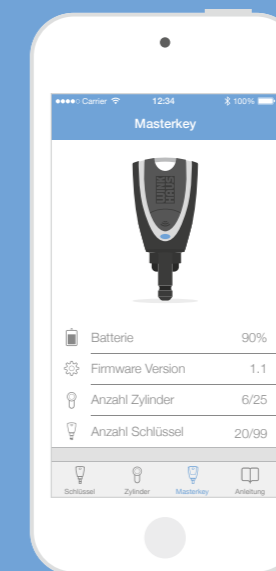 Carrier 12:34 100%
Masterkey
Batterie 90%
Firmware Version 1.1
Anzahl Zylinder 6/25
Anzahl Schlüssel 20/99
Schlüssel Zylinder Masterkey Anleitung